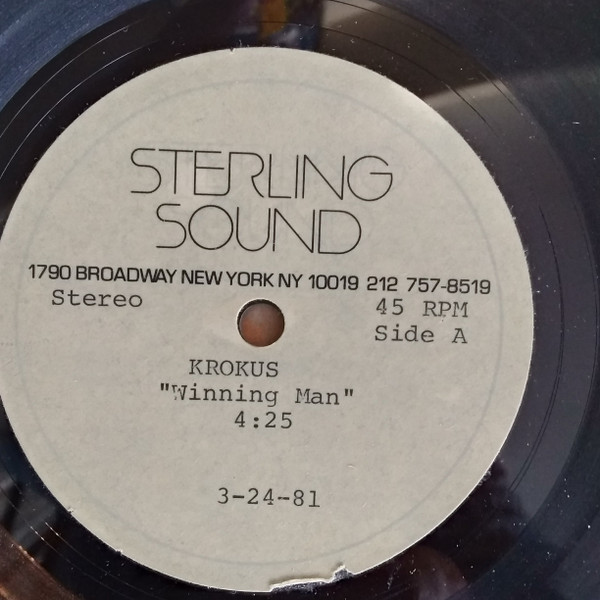 STERLING
SOUND
1790 BROADWAY NEW YORK NY 10019 212 757-8519
Stereo 45 RPM
Side A
KROKUS
"Winning Man"
4:25
3-24-81